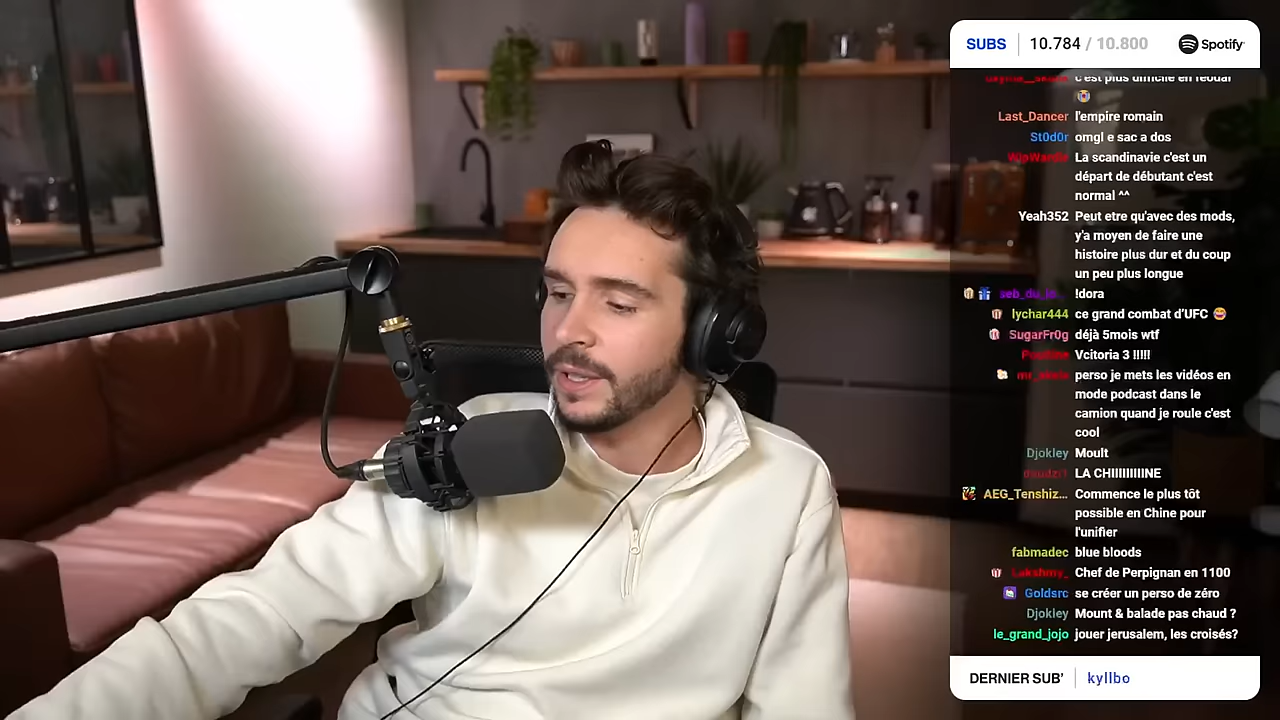 SUBS 10.784 / 10.800 Spotify
c'est plus difficile en féodal
Last_Dancer l'empire romain
St0d0r omgl e sac a dos
La scandinavie c'est un
départ de débutant c'est
normal ^^
Yeah352 Peut etre qu'avec des mods,
y'a moyen de faire une
histoire plus dur et du coup
un peu plus longue
!dora
lychar444 ce grand combat d'UFC
SugarFr0g déjà 5mois wtf
Vcitoria 3 !!!!!
perso je mets les vidéos en
mode podcast dans le
camion quand je roule c'est
cool
Djokley Moult
LA CHIIIIIIIIINE
AEG_Tenshiz... Commence le plus tôt
possible en Chine pour
l'unifier
fabmadec blue bloods
Chef de Perpignan en 1100
Goldsrc se créer un perso de zéro
Djokley Mount & balade pas chaud ?
le_grand_jojo jouer jerusalem, les croisés?
DERNIER SUB' kyllbo